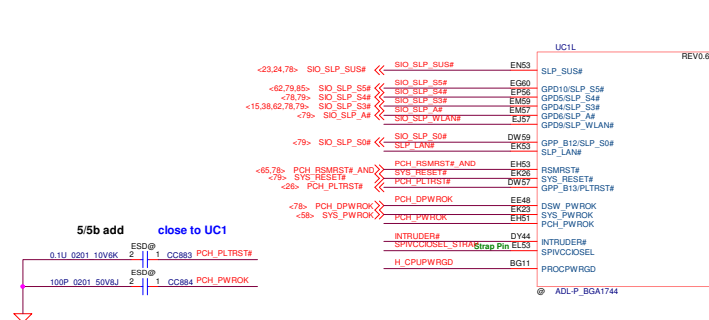 UC1L
REV0.6
<23,24,78> SIO_SLP_SUS# SIO_SLP_SUS# EN53 SLP_SUS#
<62,79,85> SIO_SLP_S5# SIO_SLP_S5# EG60 GPD10/SLP_S5#
<78,79> SIO_SLP_S4# SIO_SLP_S4# EP56 GPD5/SLP_S4#
<15,38,62,78,79> SIO_SLP_S3# SIO_SLP_S3# EM59 GPD4/SLP_S3#
<79> SIO_SLP_A# SIO_SLP_A# EM57 GPD6/SLP_A#
SIO_SLP_WLAN# EJ57 GPD9/SLP_WLAN#
<79> SIO_SLP_S0# SIO_SLP_S0# DW59 GPP_B12/SLP_S0#
SLP_LAN# EK53 SLP_LAN#
<65,78> PCH_RSMRST#_AND PCH_RSMRST#_AND EH53 RSMRST#
<79> SYS_RESET# SYS_RESET# EK26 SYS_RESET#
<26> PCH_PLTRST# PCH_PLTRST# DW57 GPP_B13/PLTRST#
<78> PCH_DPWROK PCH_DPWROK EE48 DSW_PWROK
<58> SYS_PWROK EK23 SYS_PWROK
PCH_PWROK EH51 PCH_PWROK
INTRUDER# DY44 INTRUDER#
SPIVCCIOSEL_STRAP Strap Pin EL53 SPIVCCIOSEL
H_CPUPWRGD BG11 PROCPWRGD
@ ADL-P_BGA1744
5/5b add close to UC1
ESD@
0.1U_0201_10V6K 2 1 CC883 PCH_PLTRST#
ESD@
100P_0201_50V8J 2 1 CC884 PCH_PWROK